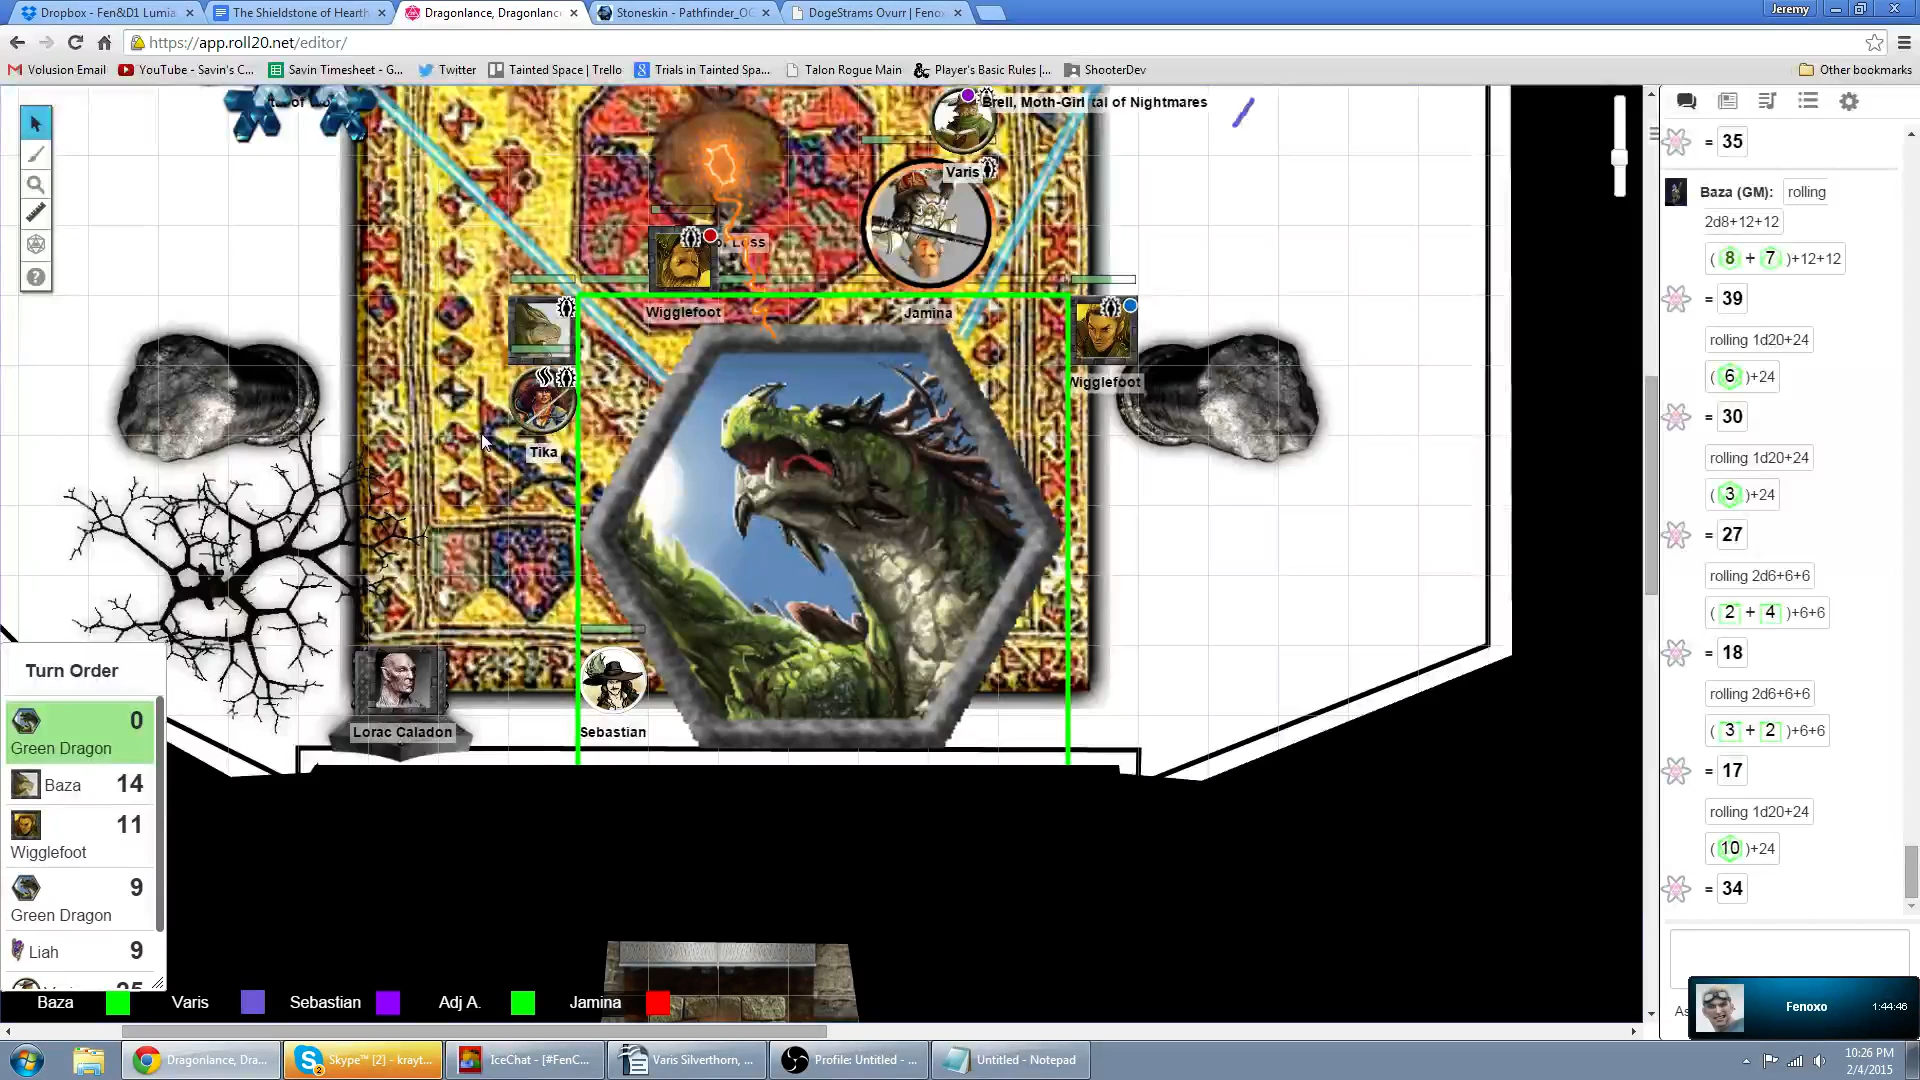 Dropbox - Fen&D1 Lumia
The Shieldstone of Hearth
Dragonlance, Dragonlance
Stoneskin - Pathfinder_OG
DogeStrams Ovurr | Fenox
Jeremy
https://app.roll20.net/editor/
Volusion Email
YouTube - Savin's C...
Savin Timesheet - G...
Twitter
Tainted Space | Trello
Trials in Tainted Spa...
Talon Rogue Main
Player's Basic Rules |...
ShooterDev
Other bookmarks
Brell, Moth-Girl
tal of Nightmares
Varis
Loss
Wigglefoot
Jamina
Wigglefoot
Tika
Lorac Caladon
Sebastian
Turn Order
0
Green Dragon
Baza 14
11
Wigglefoot
9
Green Dragon
Liah 9
25
Baza
Varis
Sebastian
Adj A.
Jamina
= 35
Baza (GM): rolling
2d8+12+12
( 8 + 7 )+12+12
= 39
rolling 1d20+24
( 6 )+24
= 30
rolling 1d20+24
( 3 )+24
= 27
rolling 2d6+6+6
( 2 + 4 )+6+6
= 18
rolling 2d6+6+6
( 3 + 2 )+6+6
= 17
rolling 1d20+24
( 10 )+24
= 34
As
Fenoxo
1:44:46
Dragonlance, Dra...
Skype™ [2] - krayt...
IceChat - [#FenC...
Varis Silverthorn, ...
Profile: Untitled - ...
Untitled - Notepad
10:26 PM
2/4/2015